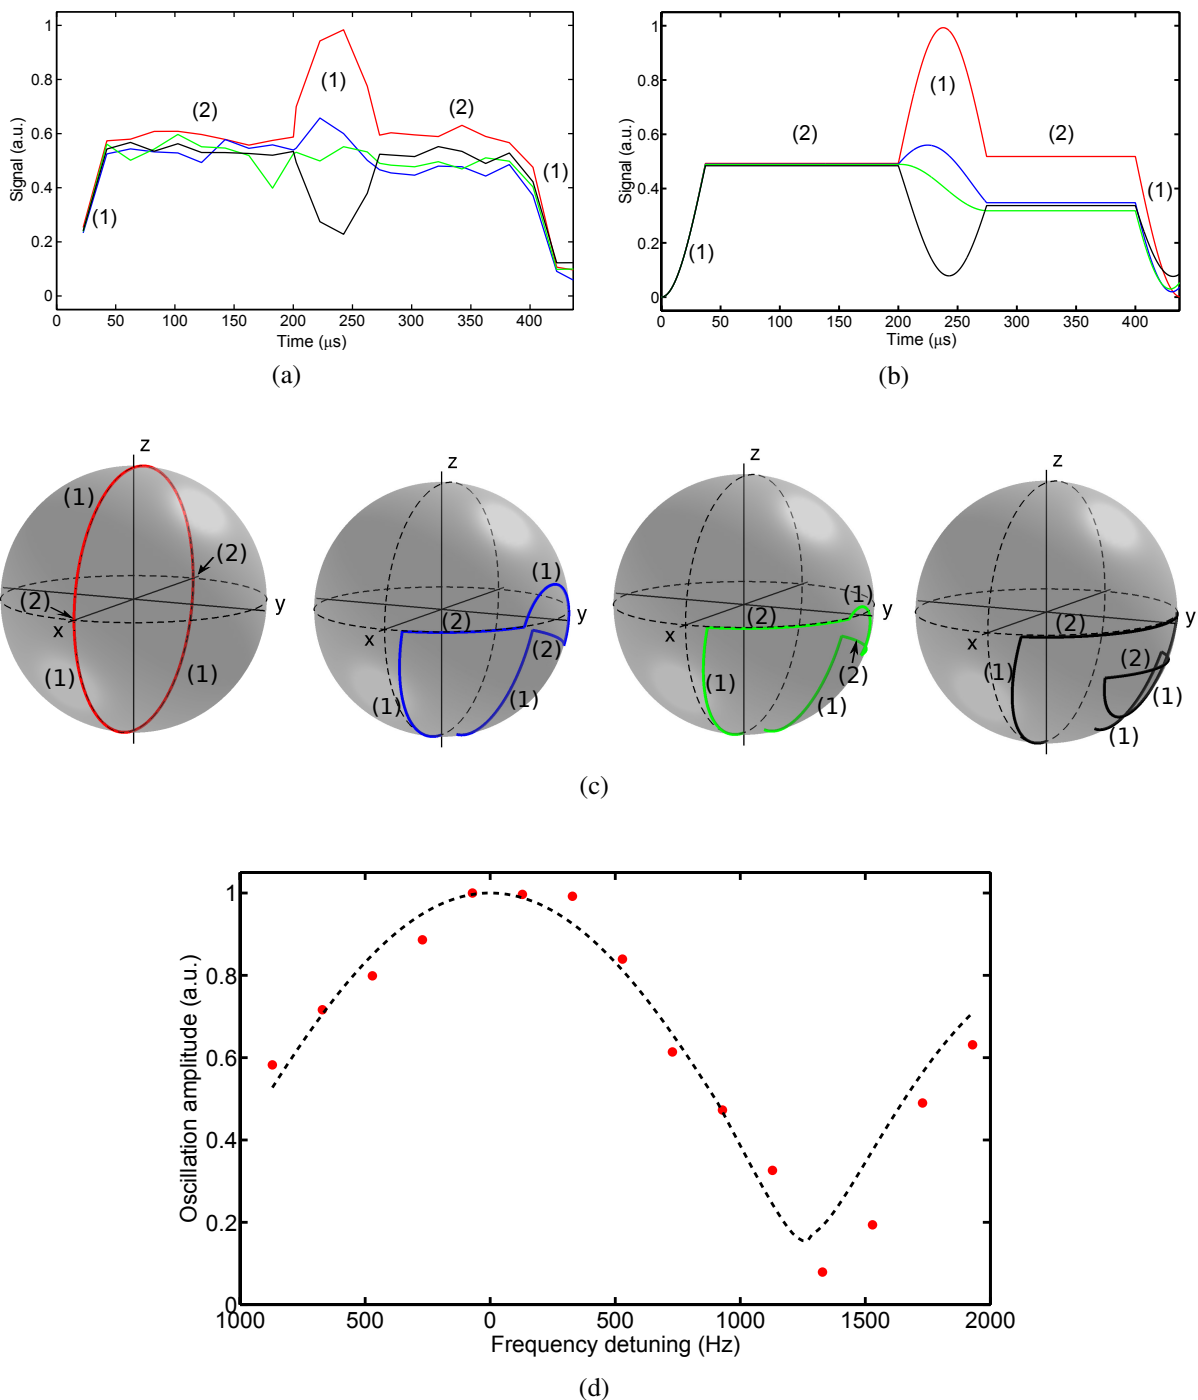 1
0.8
0.6
0.4
0.2
0
Signal (a.u.)
(1)
(2)
(1)
(2)
(1)
0 50 100 150 200 250 300 350 400
Time (μs)
(a)
1
0.8
0.6
0.4
0.2
0
Signal (a.u.)
(1)
(2)
(1)
(2)
(1)
0 50 100 150 200 250 300 350 400
Time (μs)
(b)
z
(1)
(2)
(2)
x
y
(1)
(1)
z
(1)
(2)
x
y
(2)
(1)
(1)
z
(1)
(2)
x
y
(1)
(2)
(1)
z
(2)
x
y
(1)
(2)
(1)
(1)
(c)
1
0.8
0.6
0.4
0.2
0
Oscillation amplitude (a.u.)
1000 500 0 500 1000 1500 2000
Frequency detuning (Hz)
(d)